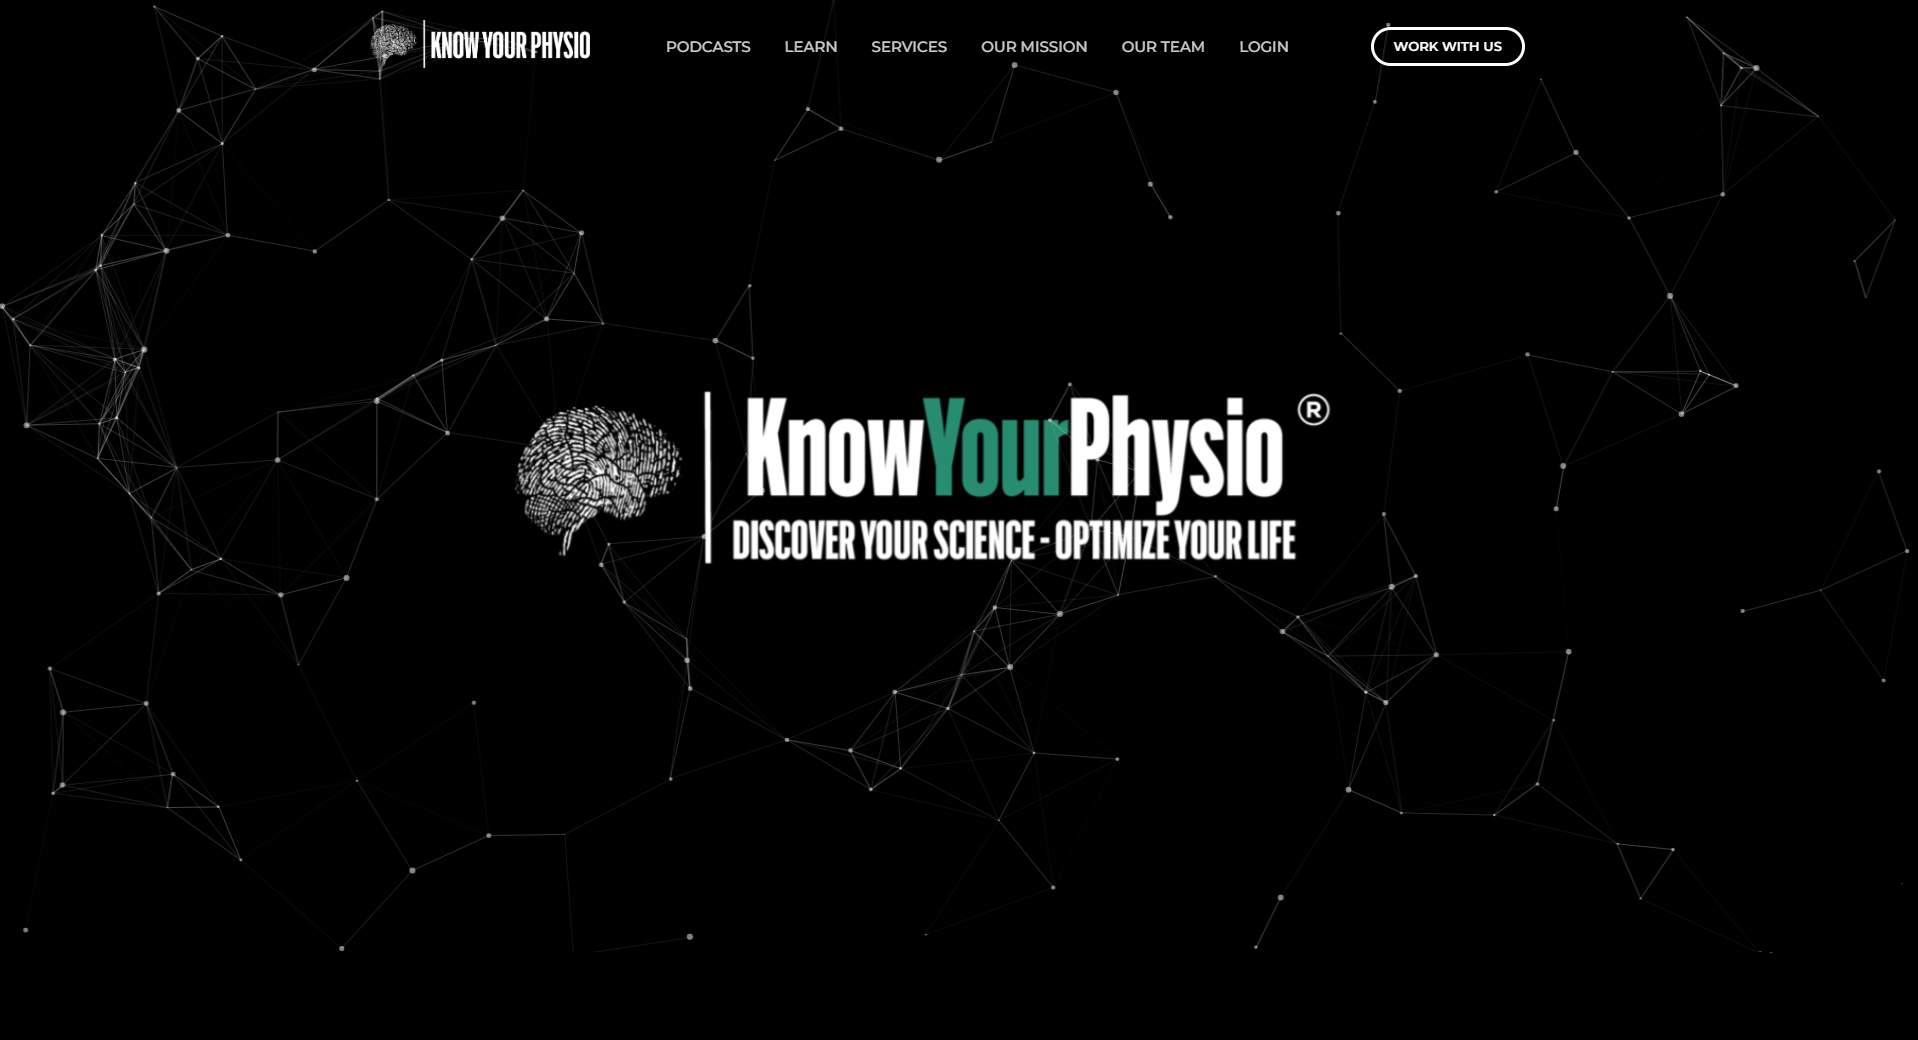 KNOW YOUR PHYSIO
PODCASTS LEARN SERVICES OUR MISSION OUR TEAM LOGIN WORK WITH US
KnowYourPhysio ®
DISCOVER YOUR SCIENCE - OPTIMIZE YOUR LIFE